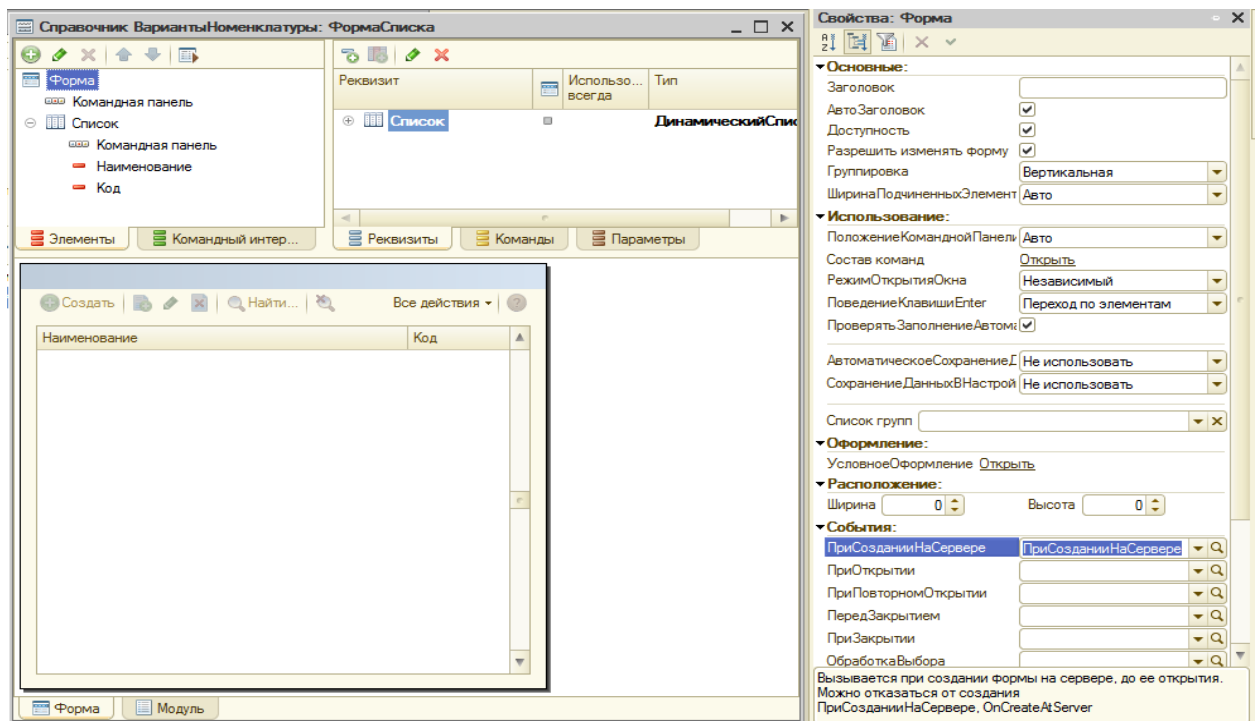 Справочник ВариантыНоменклатуры: ФормаСписка
Форма
Командная панель
Список
Командная панель
Наименование
Код
Элементы
Командный интер...
Реквизит
Использо...
всегда
Тип
Список
ДинамическийСпис
Реквизиты
Команды
Параметры
Создать
Найти...
Все действия
Наименование
Код
Форма
Модуль
Свойства: Форма
Основные:
Заголовок
АвтоЗаголовок
Доступность
Разрешить изменять форму
Группировка Вертикальная
ШиринаПодчиненныхЭлемент Авто
Использование:
ПоложениеКоманднойПанели Авто
Состав команд Открыть
РежимОткрытияОкна Независимый
ПоведениеКлавишиEnter Переход по элементам
ПроверятьЗаполнениеАвтома
АвтоматическоеСохранениеД Не использовать
СохранениеДанныхВНастрой Не использовать
Список групп
Оформление:
УсловноеОформление Открыть
Расположение:
Ширина 0 Высота 0
События:
ПриСозданииНаСервере ПриСозданииНаСервере
ПриОткрытии
ПриПовторномОткрытии
ПередЗакрытием
ПриЗакрытии
ОбработкаВыбора
Вызывается при создании формы на сервере, до ее открытия.
Можно отказаться от создания
ПриСозданииНаСервере, OnCreateAtServer